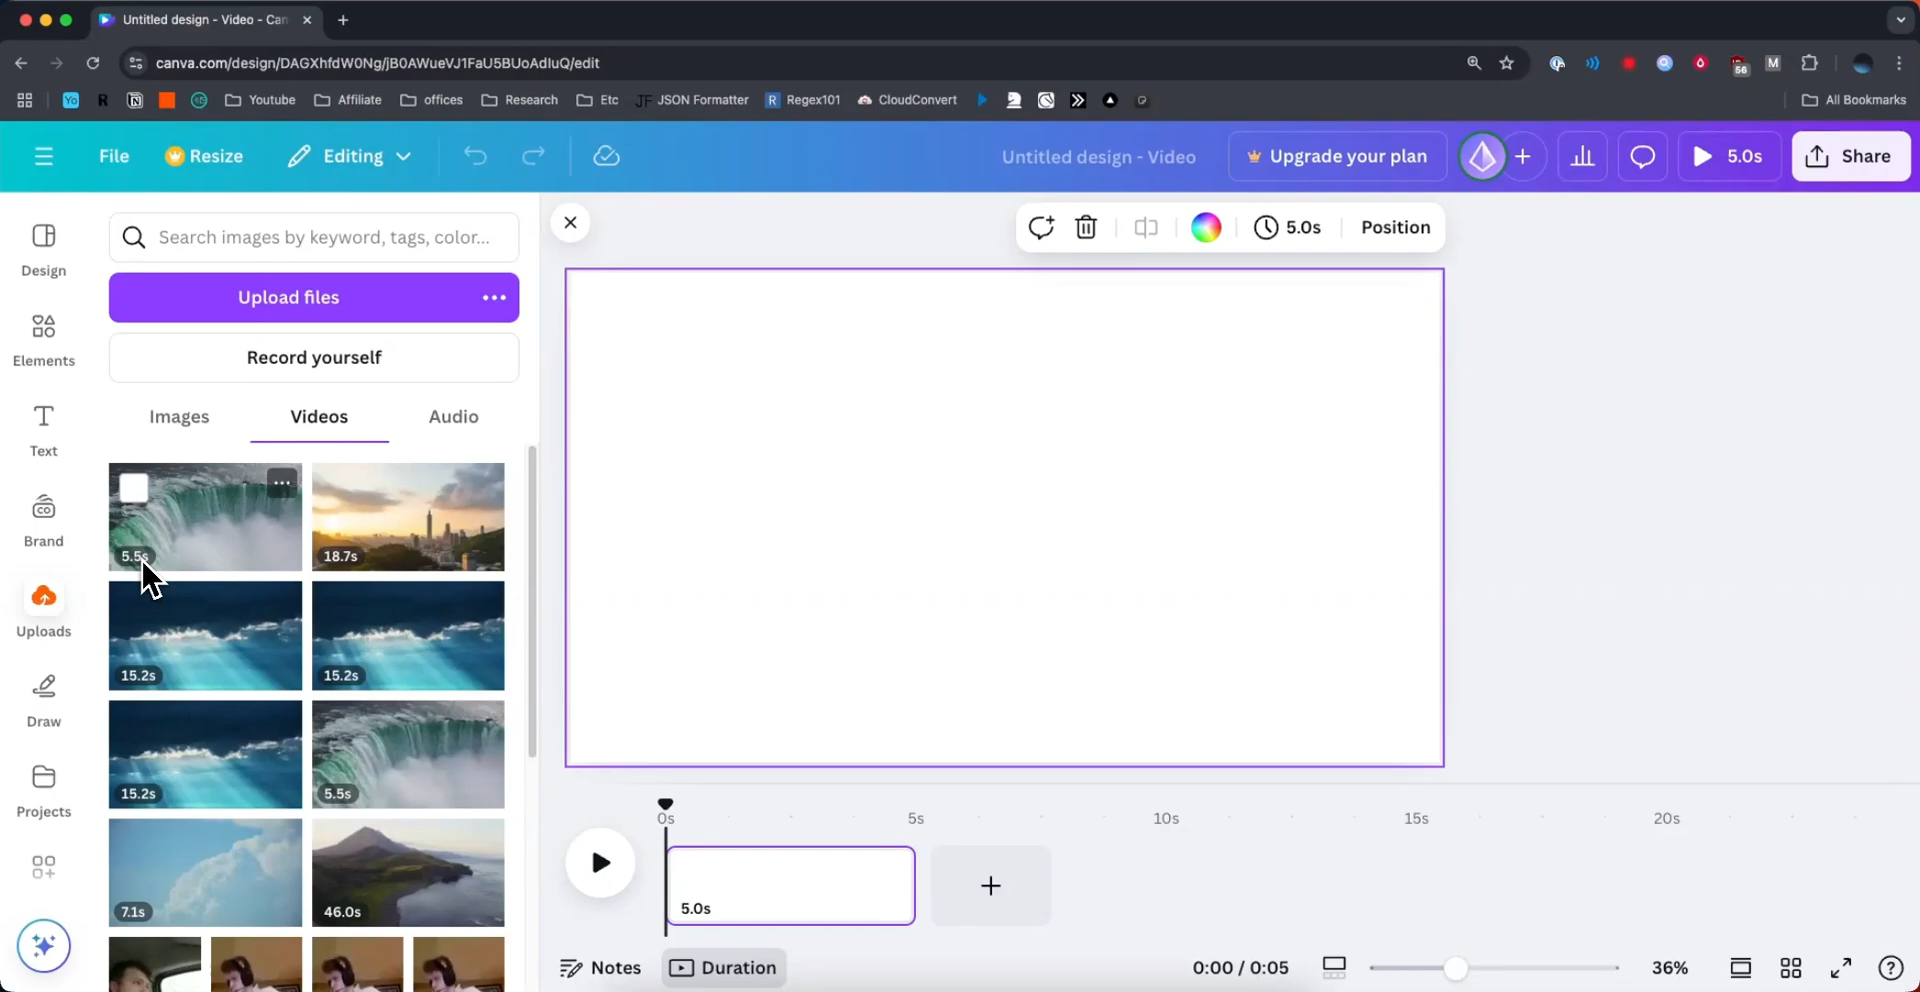 Untitled design - Video - Can
canva.com/design/DAGXhfdW0Ng/jB0AWueVJ1FaU5BUoAdIuQ/edit
56
M
Yo
R
Youtube
Affiliate
offices
Research
Etc
JF JSON Formatter
R Regex101
CloudConvert
All Bookmarks
File
Resize
Editing
Untitled design - Video
Upgrade your plan
5.0s
Share
Design
Elements
Text
Brand
Uploads
Draw
Projects
Search images by keyword, tags, color...
Upload files
Record yourself
Images
Videos
Audio
5.5s
18.7s
15.2s
15.2s
15.2s
5.5s
7.1s
46.0s
5.0s
Position
0s
5s
10s
15s
20s
5.0s
Notes
Duration
0:00 / 0:05
36%